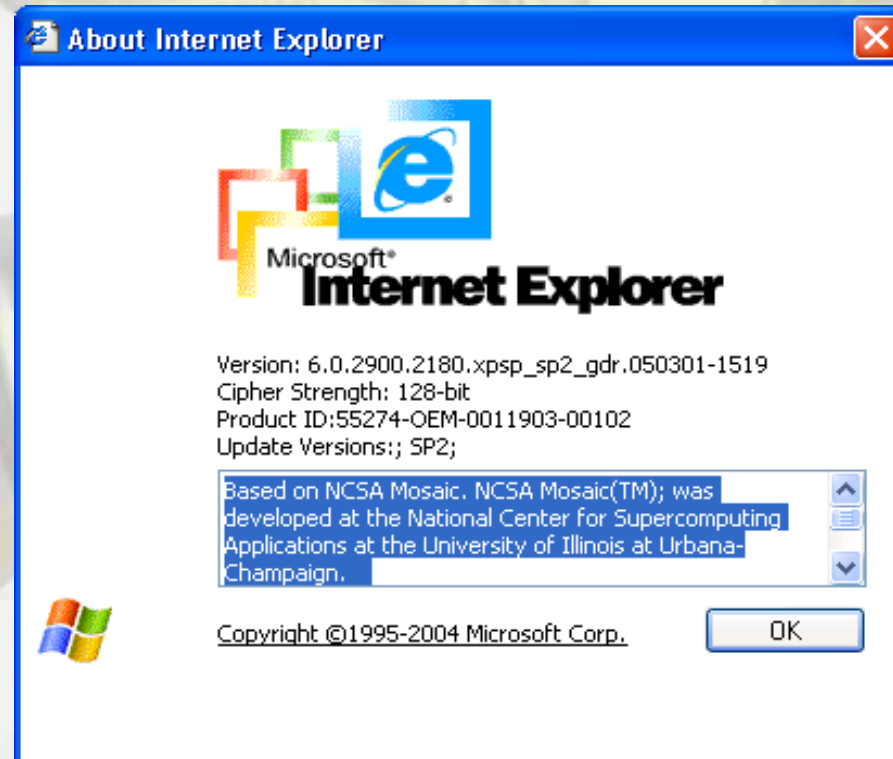 About Internet Explorer
Microsoft®
Internet Explorer
Version: 6.0.2900.2180.xpsp_sp2_gdr.050301-1519
Cipher Strength: 128-bit
Product ID:55274-OEM-0011903-00102
Update Versions:; SP2;
Based on NCSA Mosaic. NCSA Mosaic(TM); was
developed at the National Center for Supercomputing
Applications at the University of Illinois at Urbana-
Champaign.
Copyright ©1995-2004 Microsoft Corp.
OK